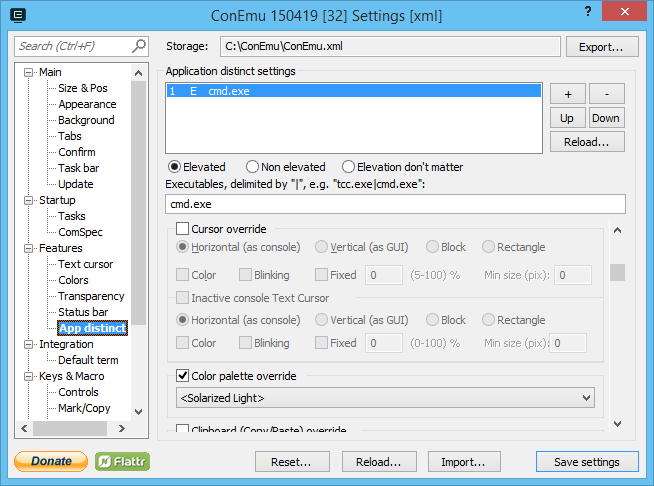 ConEmu 150419 [32] Settings [xml]
?
Search (Ctrl+F)
Storage:
C:\ConEmu\ConEmu.xml
Export...
Main
Size & Pos
Appearance
Background
Tabs
Confirm
Task bar
Update
Startup
Tasks
ComSpec
Features
Text cursor
Colors
Transparency
Status bar
App distinct
Integration
Default term
Keys & Macro
Controls
Mark/Copy
Application distinct settings
1 E cmd.exe
+ -
Up Down
Reload...
Elevated Non elevated Elevation don't matter
Executables, delimited by "|", e.g. "tcc.exe|cmd.exe":
cmd.exe
Cursor override
Horizontal (as console) Vertical (as GUI) Block Rectangle
Color Blinking Fixed 0 (5-100) % Min size (pix): 0
Inactive console Text Cursor
Horizontal (as console) Vertical (as GUI) Block Rectangle
Color Blinking Fixed 0 (0-100) % Min size (pix): 0
Color palette override
<Solarized Light>
Clipboard (Copy/Paste) override
Donate
Flattr
Reset...
Reload...
Import...
Save settings